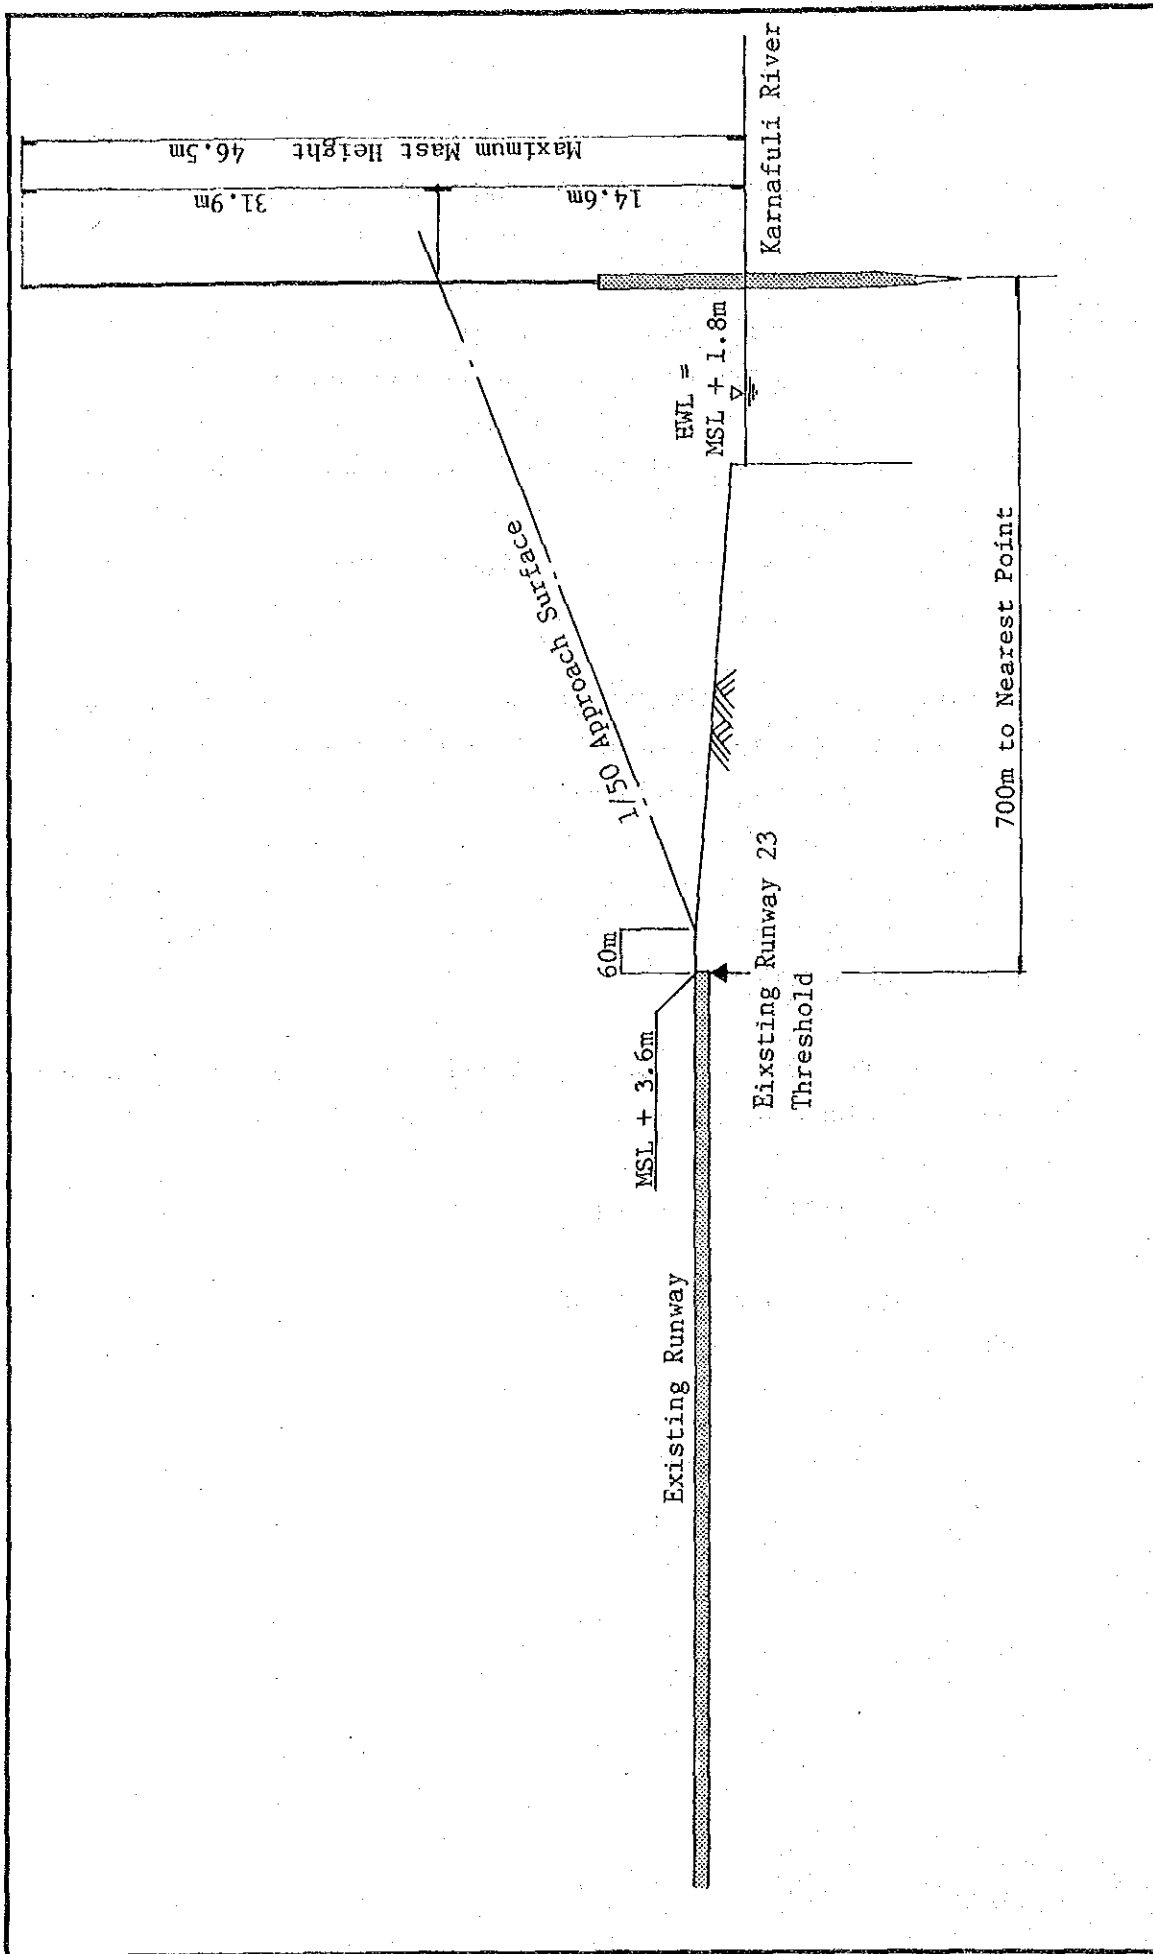 Maximum Mast Height 46.5m
31.9m
14.6m
Karnafuli River
HWL =
MSL + 1.8m
1/50 Approach Surface
700m to Nearest Point
60m
MSL + 3.6m
Eixsting Runway 23
Threshold
Existing Runway